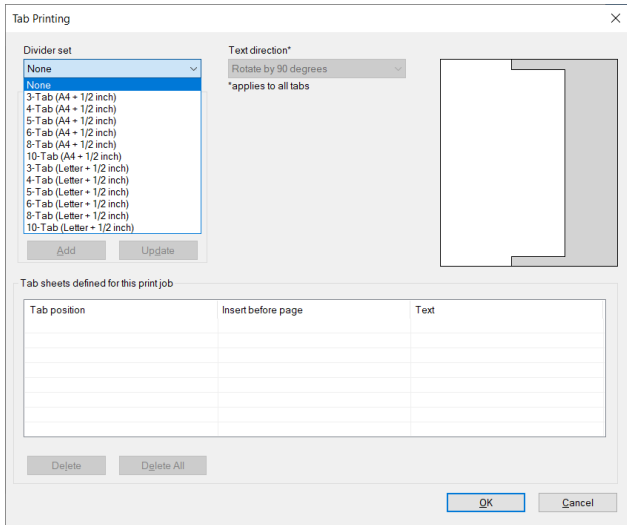 Tab Printing
Divider set
Text direction*
None
Rotate by 90 degrees
*applies to all tabs
None
3-Tab (A4 + 1/2 inch)
4-Tab (A4 + 1/2 inch)
5-Tab (A4 + 1/2 inch)
6-Tab (A4 + 1/2 inch)
8-Tab (A4 + 1/2 inch)
10-Tab (A4 + 1/2 inch)
3-Tab (Letter + 1/2 inch)
4-Tab (Letter + 1/2 inch)
5-Tab (Letter + 1/2 inch)
6-Tab (Letter + 1/2 inch)
8-Tab (Letter + 1/2 inch)
10-Tab (Letter + 1/2 inch)
Add Update
Tab sheets defined for this print job
Tab position Insert before page Text
Delete Delete All
OK Cancel